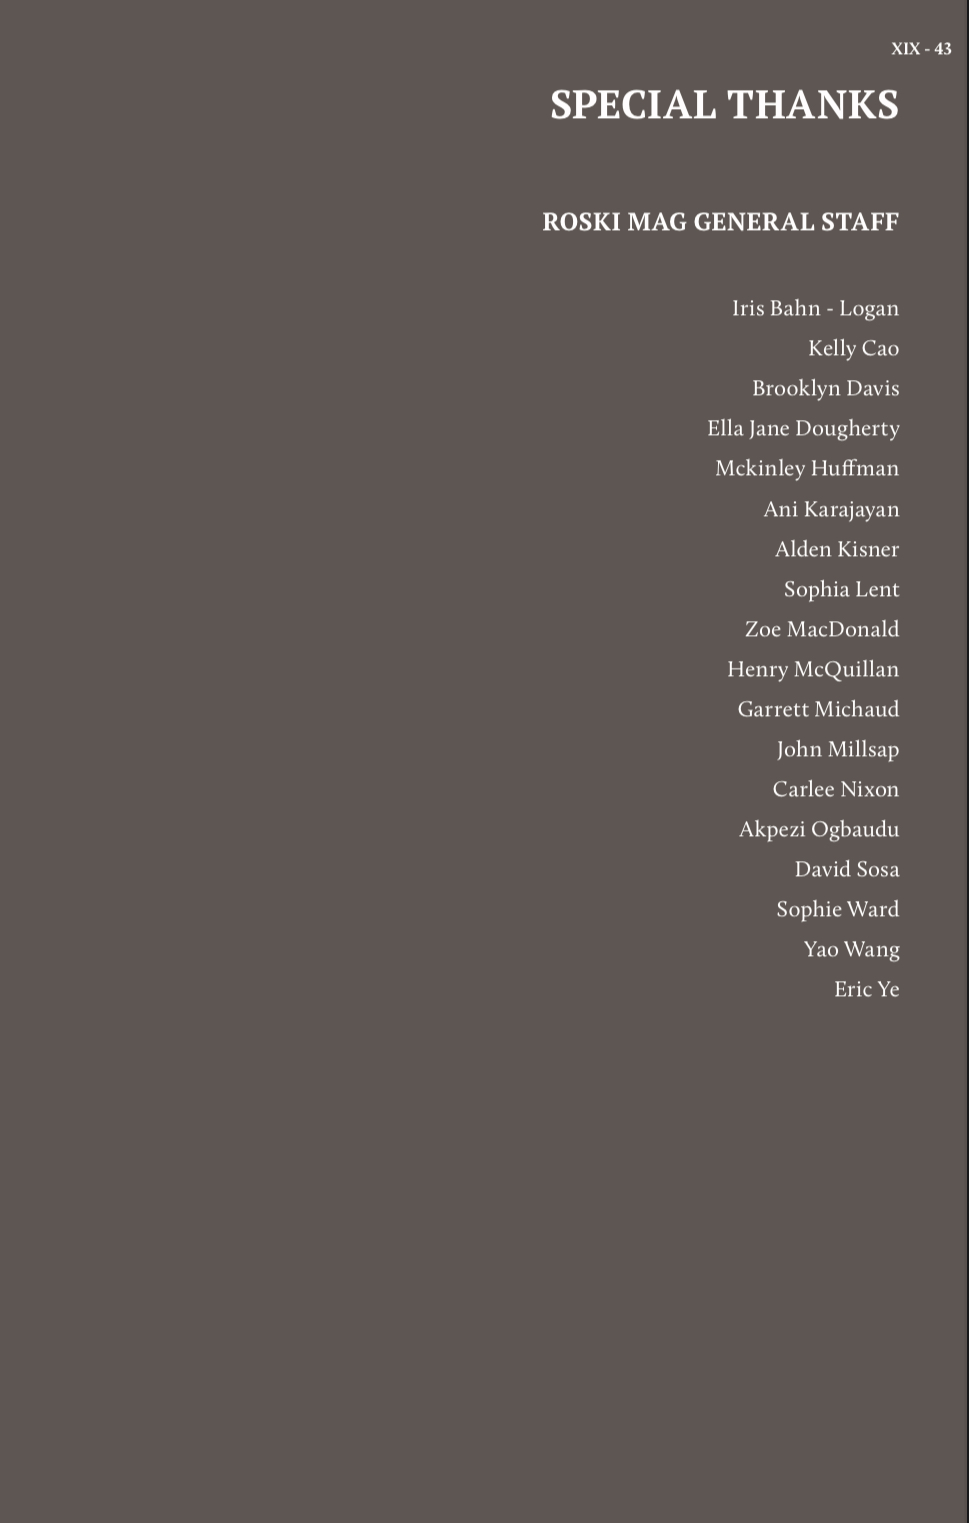 XIX - 43
SPECIAL THANKS
ROSKI MAG GENERAL STAFF
Iris Bahn - Logan
Kelly Cao
Brooklyn Davis
Ella Jane Dougherty
Mckinley Huffman
Ani Karajayan
Alden Kisner
Sophia Lent
Zoe MacDonald
Henry McQuillan
Garrett Michaud
John Millsap
Carlee Nixon
Akpezi Ogbaudu
David Sosa
Sophie Ward
Yao Wang
Eric Ye